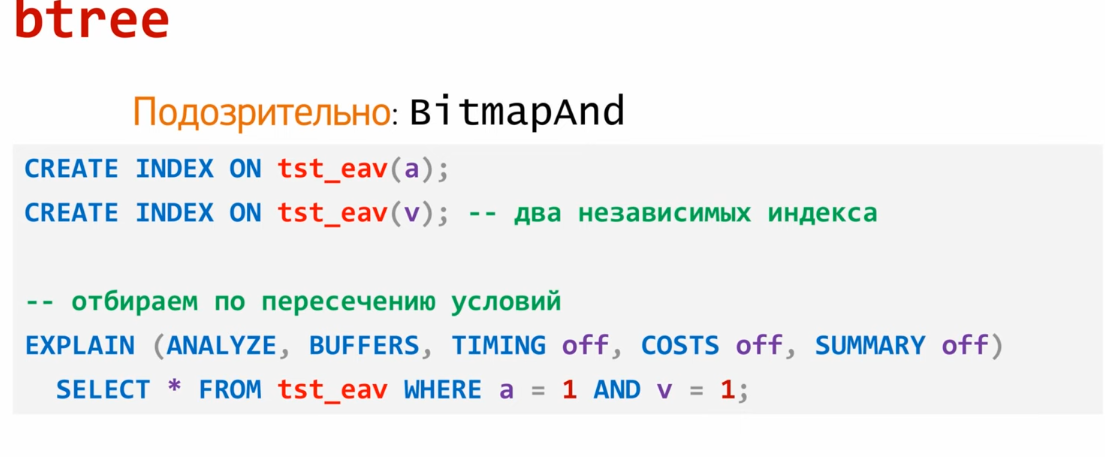 btree
Подозрительно: BitmapAnd
CREATE INDEX ON tst_eav(a);
CREATE INDEX ON tst_eav(v); -- два независимых индекса
-- отбираем по пересечению условий
EXPLAIN (ANALYZE, BUFFERS, TIMING off, COSTS off, SUMMARY off)
SELECT * FROM tst_eav WHERE a = 1 AND v = 1;